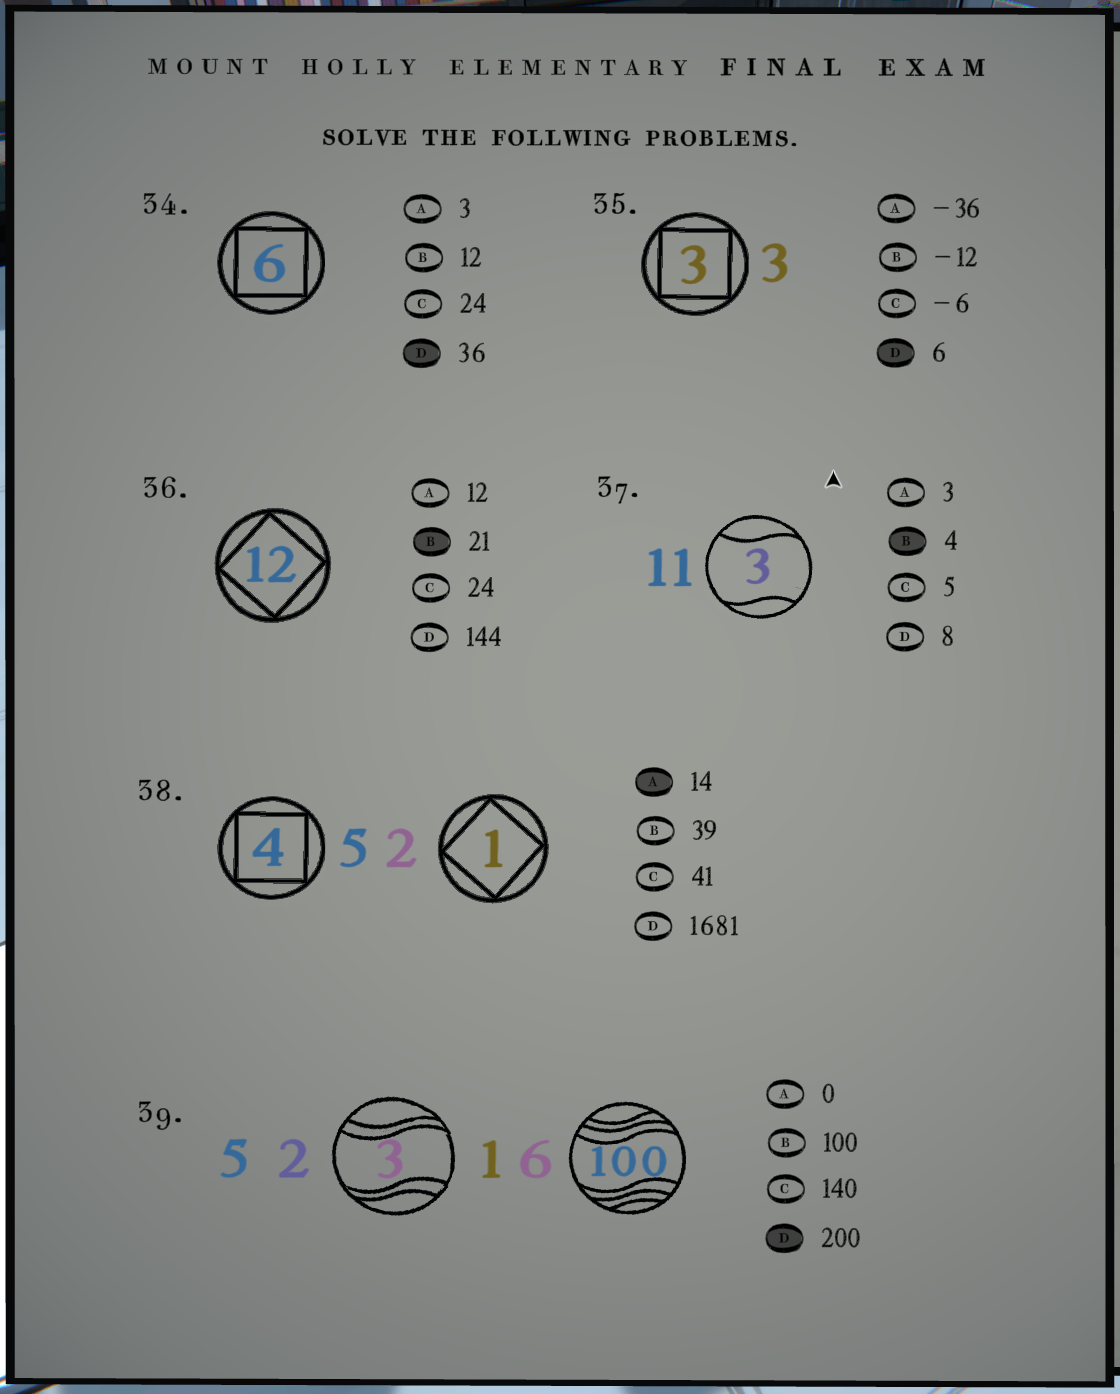 MOUNT HOLLY ELEMENTARY FINAL EXAM
SOLVE THE FOLLWING PROBLEMS.
34.
6
A 3
B 12
C 24
D 36
35.
3 3
A -36
B -12
C -6
D 6
36.
12
A 12
B 21
C 24
D 144
37.
11 3
A 3
B 4
C 5
D 8
38.
4 5 2 1
A 14
B 39
C 41
D 1681
39.
5 2 3 1 6 100
A 0
B 100
C 140
D 200